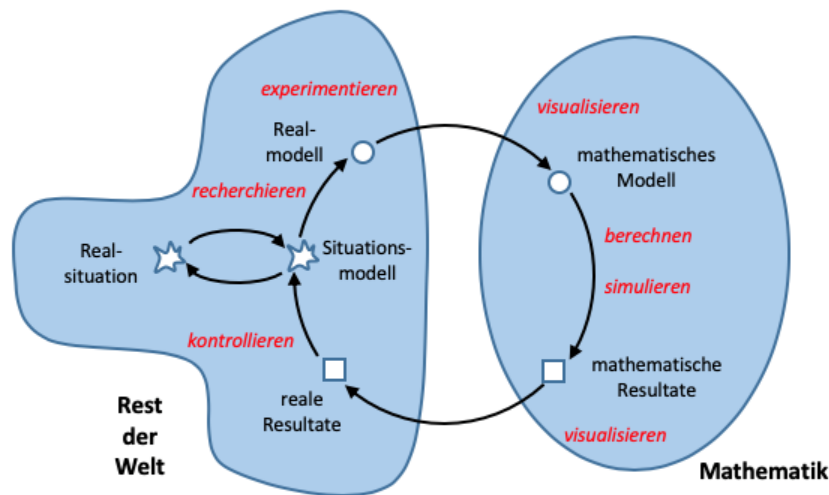 experimentieren
Real-
modell
recherchieren
Real-
situation
Situations-
modell
kontrollieren
reale
Resultate
Rest
der
Welt
visualisieren
mathematisches
Modell
berechnen
simulieren
mathematische
Resultate
visualisieren
Mathematik